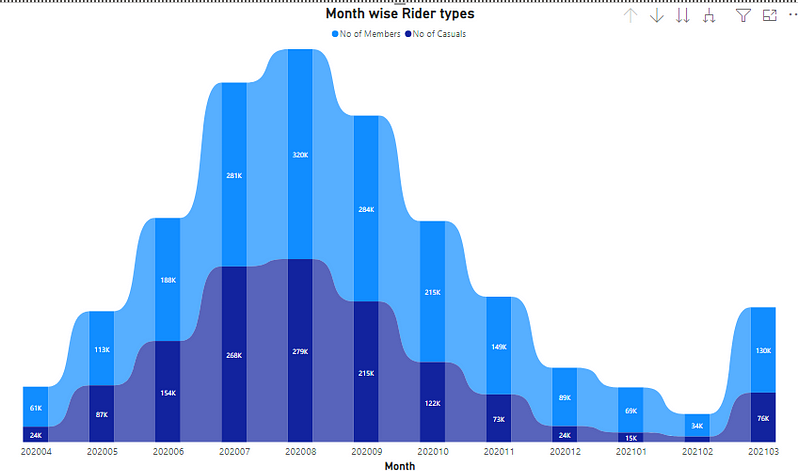 Month wise Rider types
No of Members No of Casuals
320K
281K
284K
188K
215K
113K
149K
130K
61K
89K
69K
34K
24K
87K
154K
268K
279K
215K
122K
73K
24K
15K
76K
202004 202005 202006 202007 202008 202009 202010 202011 202012 202101 202102 202103
Month